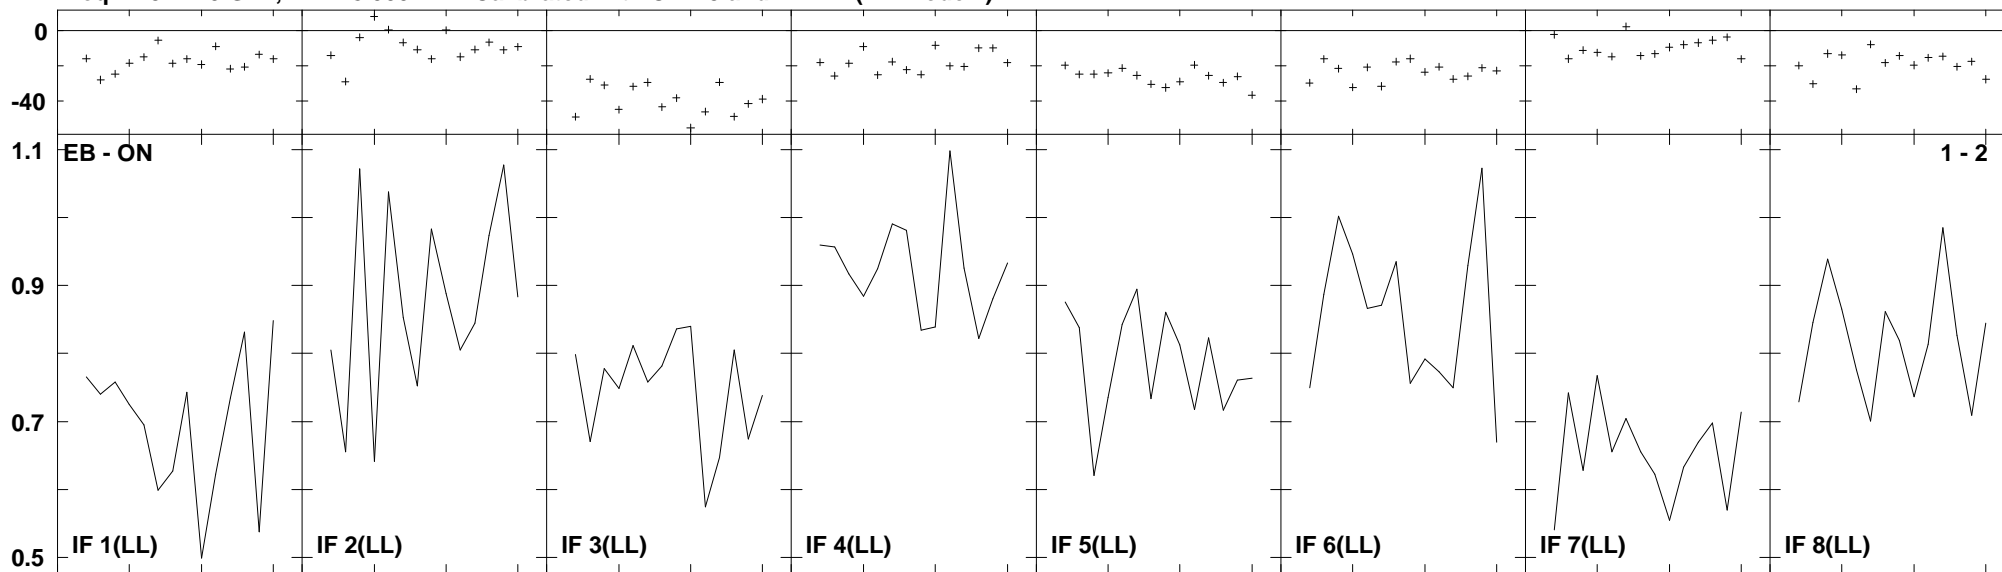 0
-40
1.1
EB - ON
1 - 2
0.9
0.7
0.5
IF 1(LL)
IF 2(LL)
IF 3(LL)
IF 4(LL)
IF 5(LL)
IF 6(LL)
IF 7(LL)
IF 8(LL)